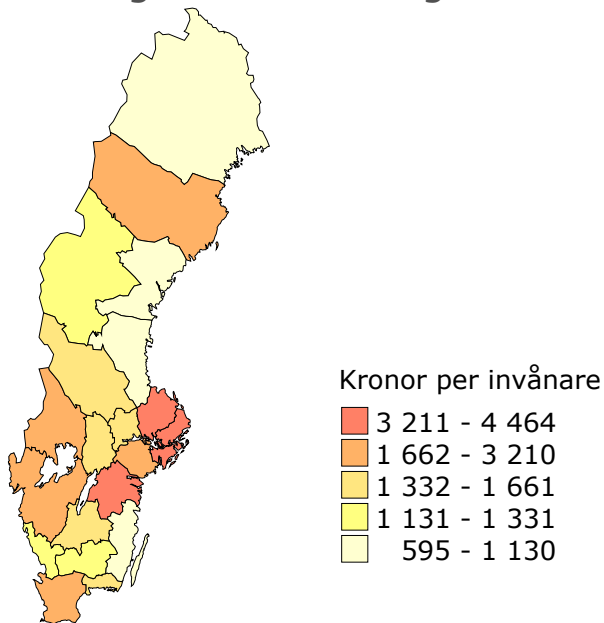 Kronor per invånare
3 211 - 4 464
1 662 - 3 210
1 332 - 1 661
1 131 - 1 331
595 - 1 130